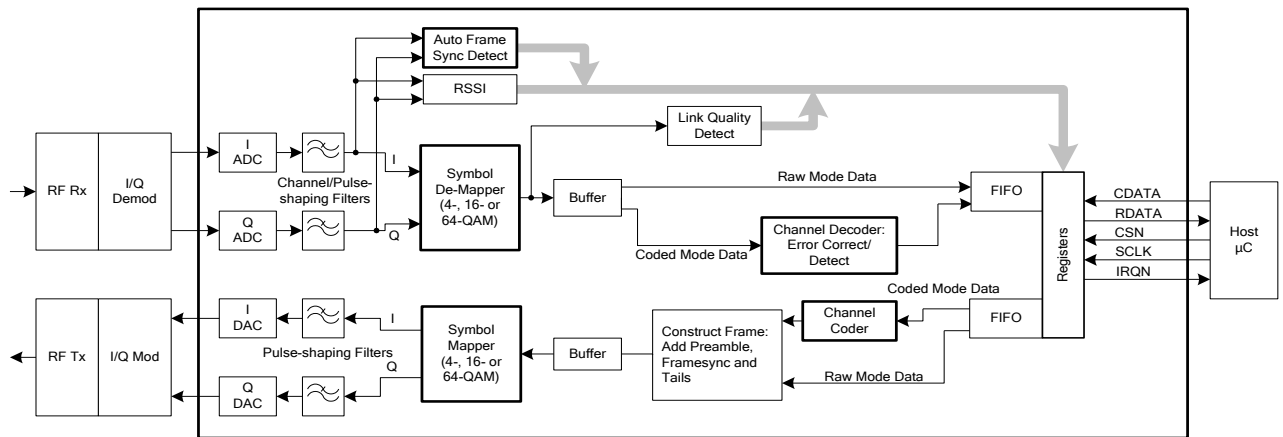 Auto Frame
Sync Detect
RSSI
Link Quality
Detect
RF Rx
I/Q
Demod
I
ADC
Q
ADC
Channel/Pulse-
shaping Filters
I
Q
Symbol
De-Mapper
(4-, 16- or
64-QAM)
Buffer
Raw Mode Data
Coded Mode Data
Channel Decoder:
Error Correct/
Detect
FIFO
Registers
CDATA
RDATA
CSN
SCLK
IRQN
Host
µC
RF Tx
I/Q Mod
I
DAC
Q
DAC
Pulse-shaping Filters
I
Q
Symbol
Mapper
(4-, 16- or
64-QAM)
Buffer
Construct Frame:
Add Preamble,
Framesync and
Tails
Channel
Coder
Coded Mode Data
Raw Mode Data
FIFO